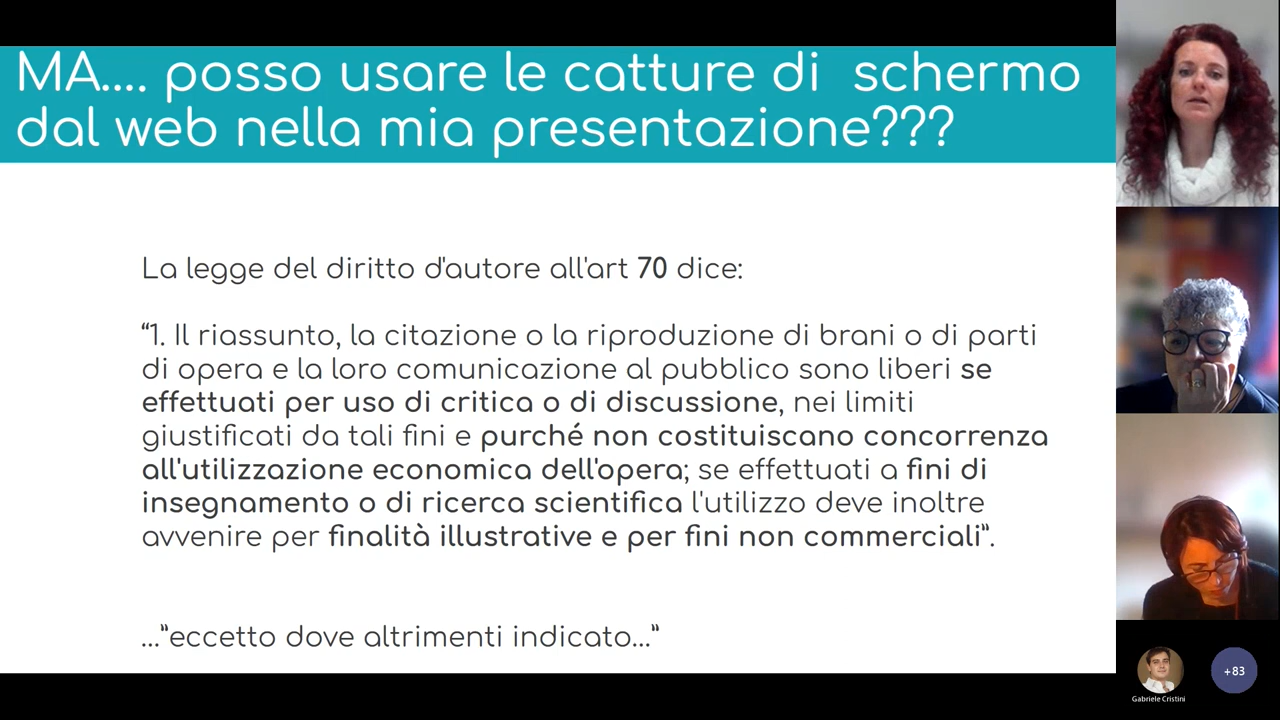 MA.... posso usare le catture di  schermo
dal web nella mia presentazione???
La legge del diritto d'autore all'art 70 dice:
“1. Il riassunto, la citazione o la riproduzione di brani o di parti
di opera e la loro comunicazione al pubblico sono liberi se
effettuati per uso di critica o di discussione, nei limiti
giustificati da tali fini e purché non costituiscano concorrenza
all'utilizzazione economica dell'opera; se effettuati a fini di
insegnamento o di ricerca scientifica l'utilizzo deve inoltre
avvenire per finalità illustrative e per fini non commerciali”.
...”eccetto dove altrimenti indicato...”
Gabriele Cristini
+83